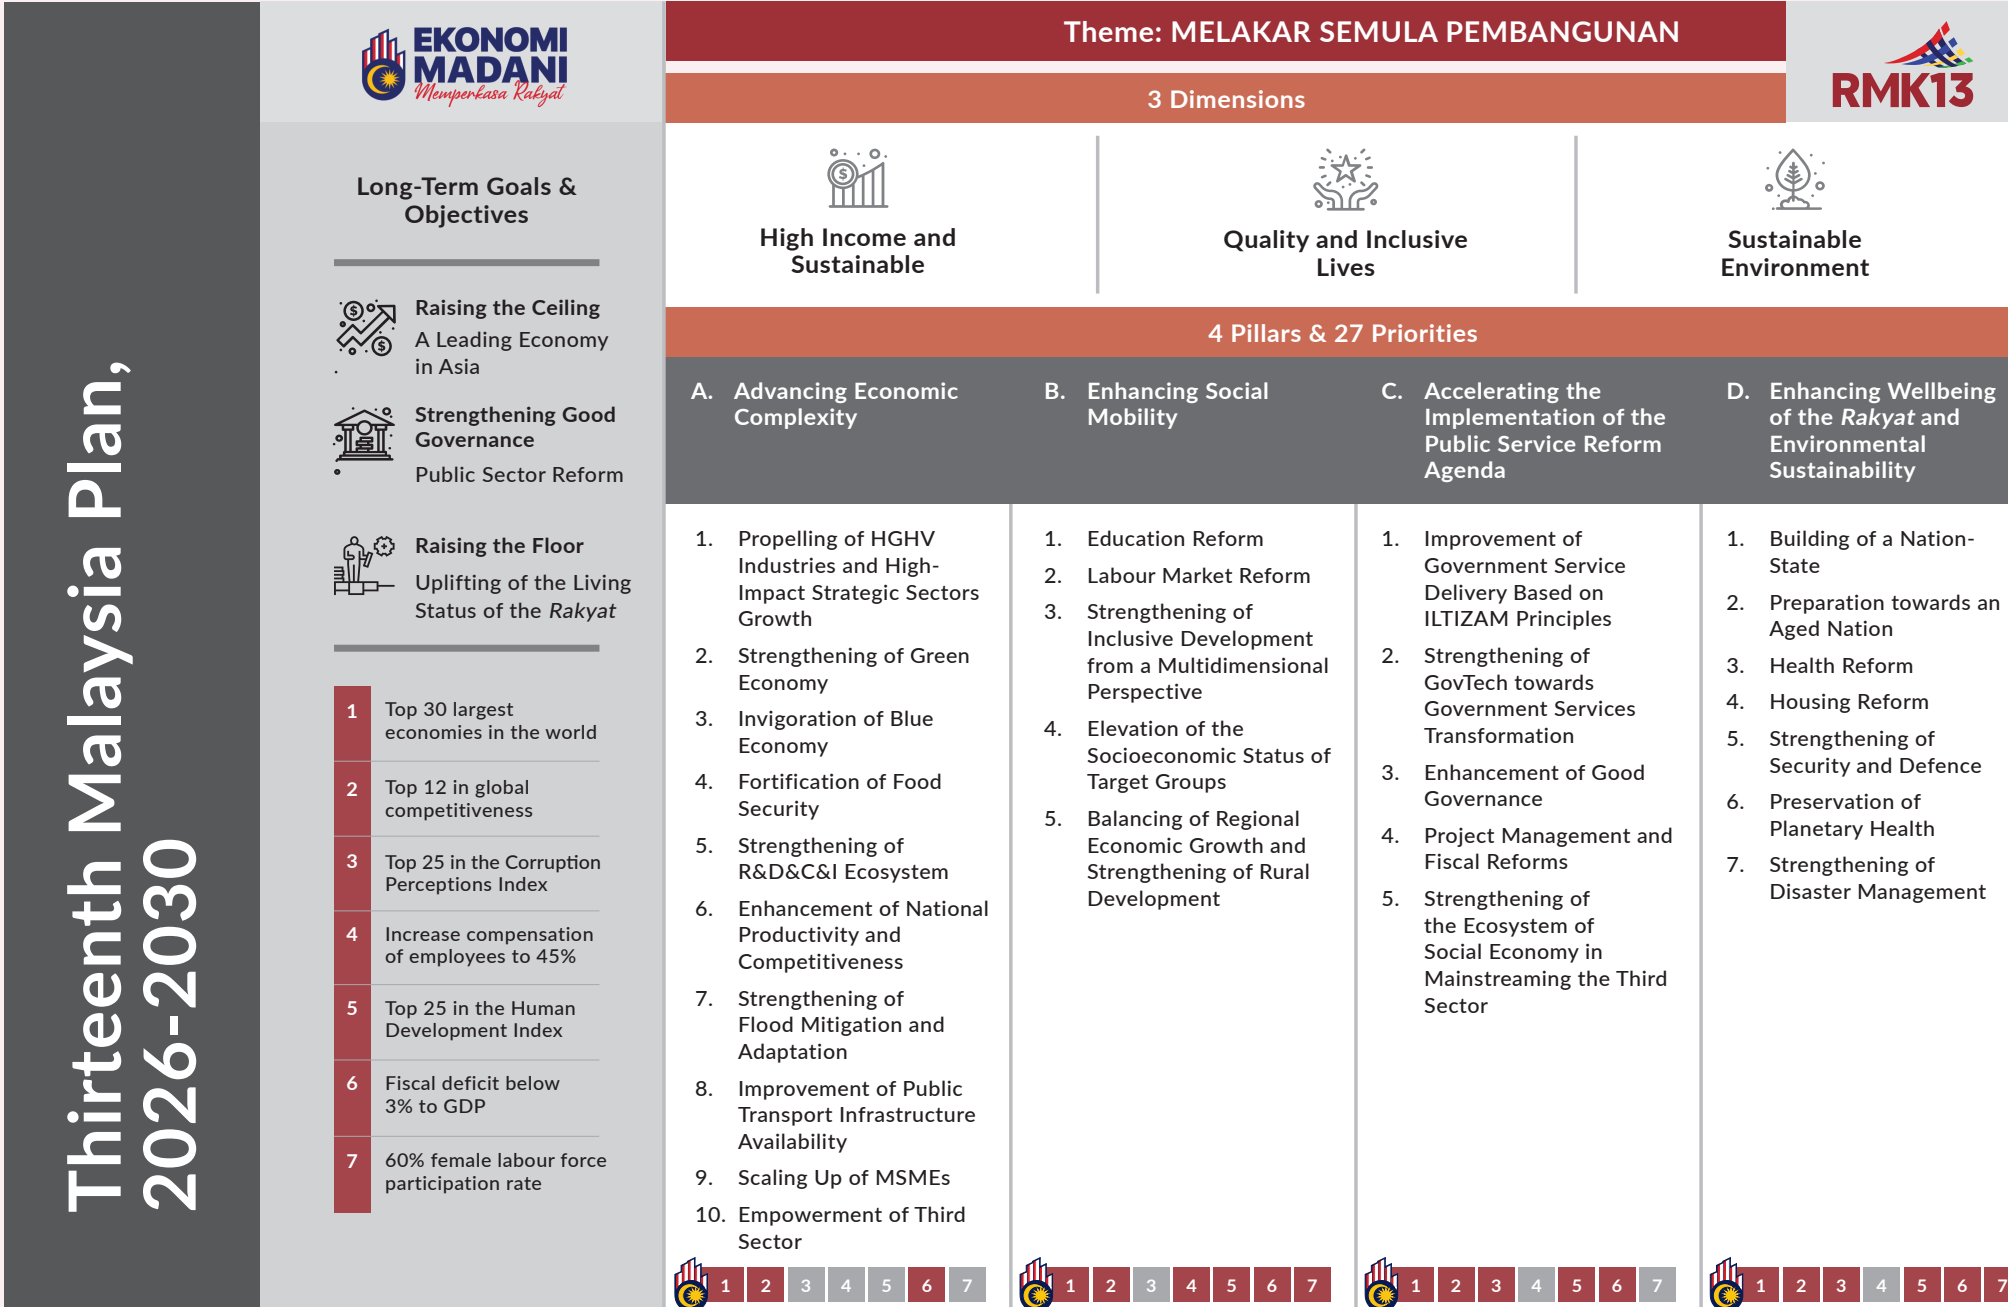 Thirteenth Malaysia Plan,
2026-2030
EKONOMI
MADANI
Memperkasa Rakyat
Long-Term Goals &
Objectives
Raising the Ceiling
A Leading Economy
in Asia
Strengthening Good
Governance
Public Sector Reform
Raising the Floor
Uplifting of the Living
Status of the Rakyat
1 Top 30 largest
economies in the world
2 Top 12 in global
competitiveness
3 Top 25 in the Corruption
Perceptions Index
4 Increase compensation
of employees to 45%
5 Top 25 in the Human
Development Index
6 Fiscal deficit below
3% to GDP
7 60% female labour force
participation rate
Theme: MELAKAR SEMULA PEMBANGUNAN
RMK13
3 Dimensions
High Income and
Sustainable
Quality and Inclusive
Lives
Sustainable
Environment
4 Pillars & 27 Priorities
A. Advancing Economic
Complexity
1. Propelling of HGHV
Industries and High-
Impact Strategic Sectors
Growth
2. Strengthening of Green
Economy
3. Invigoration of Blue
Economy
4. Fortification of Food
Security
5. Strengthening of
R&D&C&I Ecosystem
6. Enhancement of National
Productivity and
Competitiveness
7. Strengthening of
Flood Mitigation and
Adaptation
8. Improvement of Public
Transport Infrastructure
Availability
9. Scaling Up of MSMEs
10. Empowerment of Third
Sector
1 2 3 4 5 6 7
B. Enhancing Social
Mobility
1. Education Reform
2. Labour Market Reform
3. Strengthening of
Inclusive Development
from a Multidimensional
Perspective
4. Elevation of the
Socioeconomic Status of
Target Groups
5. Balancing of Regional
Economic Growth and
Strengthening of Rural
Development
1 2 3 4 5 6 7
C. Accelerating the
Implementation of the
Public Service Reform
Agenda
1. Improvement of
Government Service
Delivery Based on
ILTIZAM Principles
2. Strengthening of
GovTech towards
Government Services
Transformation
3. Enhancement of Good
Governance
4. Project Management and
Fiscal Reforms
5. Strengthening of
the Ecosystem of
Social Economy in
Mainstreaming the Third
Sector
1 2 3 4 5 6 7
D. Enhancing Wellbeing
of the Rakyat and
Environmental
Sustainability
1. Building of a Nation-
State
2. Preparation towards an
Aged Nation
3. Health Reform
4. Housing Reform
5. Strengthening of
Security and Defence
6. Preservation of
Planetary Health
7. Strengthening of
Disaster Management
1 2 3 4 5 6 7